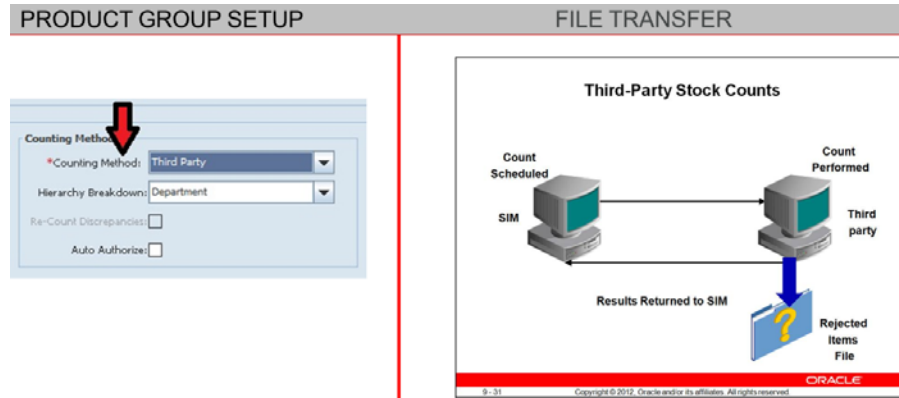 PRODUCT GROUP SETUP
FILE TRANSFER
Counting Method
*Counting Method: Third Party
Hierarchy Breakdown: Department
Re-Count Discrepancies:
Auto Authorize:
Third-Party Stock Counts
Count
Scheduled
SIM
Count
Performed
Third
party
Results Returned to SIM
?
Rejected
Items
File
ORACLE
9 - 31
Copyright © 2012, Oracle and/or its affiliates. All rights reserved.